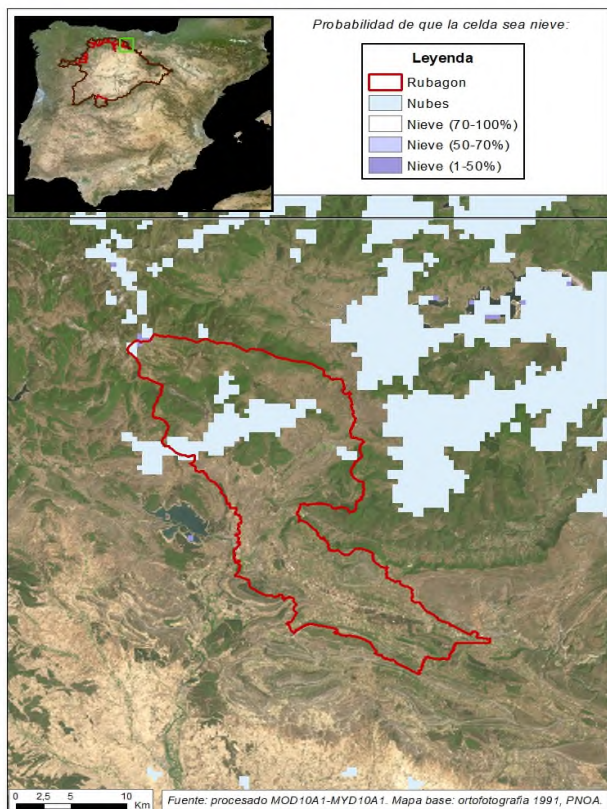 Probabilidad de que la celda sea nieve:
Leyenda
Rubagon
Nubes
Nieve (70-100%)
Nieve (50-70%)
Nieve (1-50%)
0 2,5 5 10
Km
Fuente: procesado MOD10A1-MYD10A1. Mapa base: ortofotografía 1991, PNOA